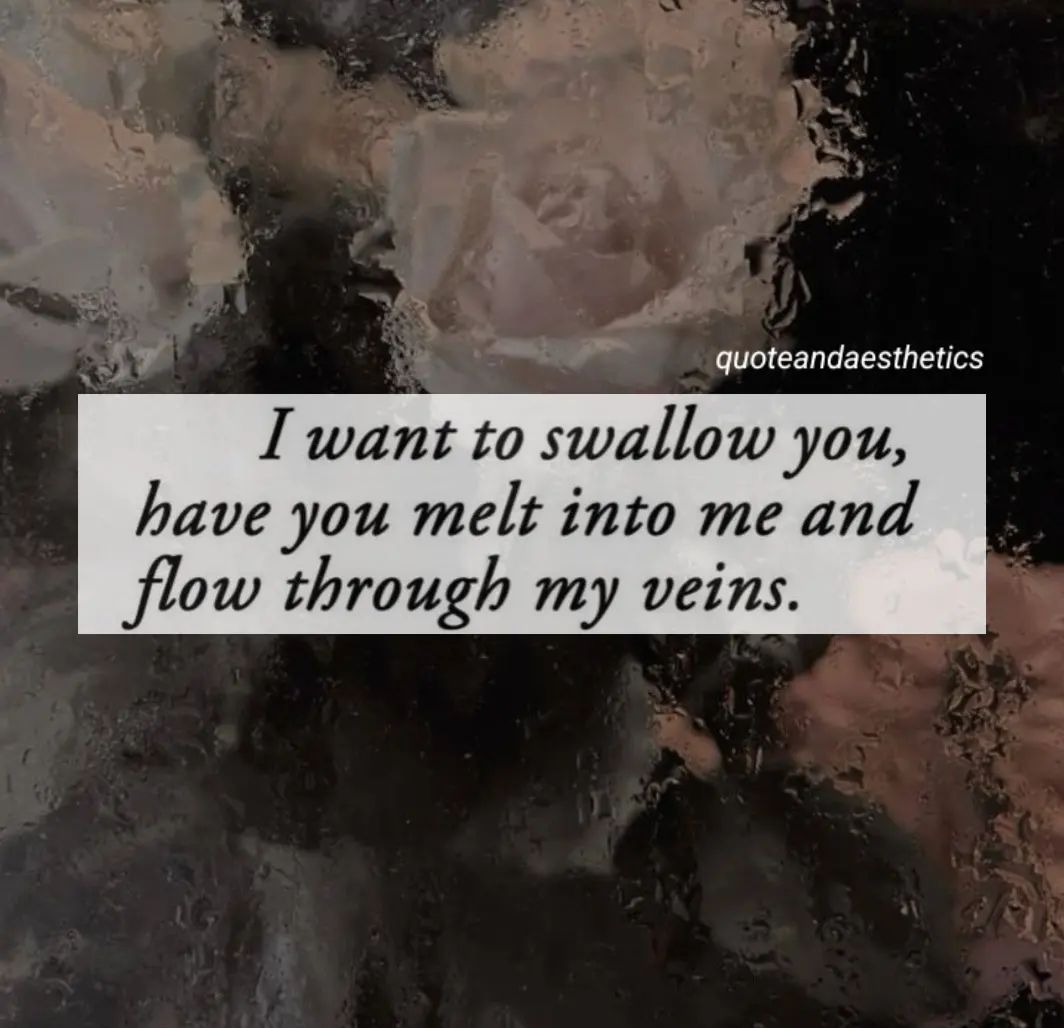 quoteandaesthetics
I want to swallow you,
have you melt into me and
flow through my veins.